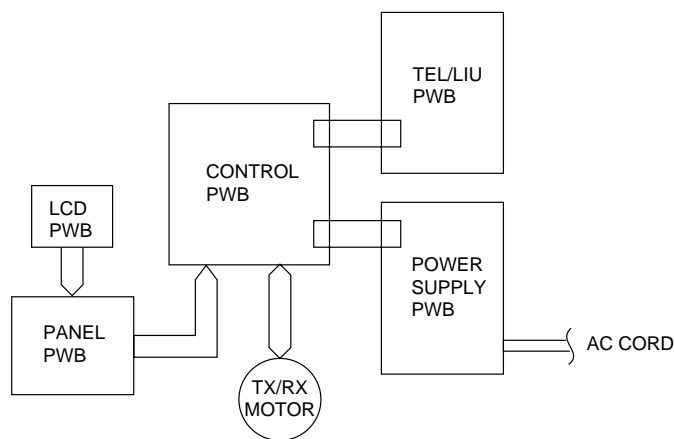 TEL/LIU
PWB
CONTROL
PWB
LCD
PWB
POWER
SUPPLY
PWB
PANEL
PWB
AC CORD
TX/RX
MOTOR